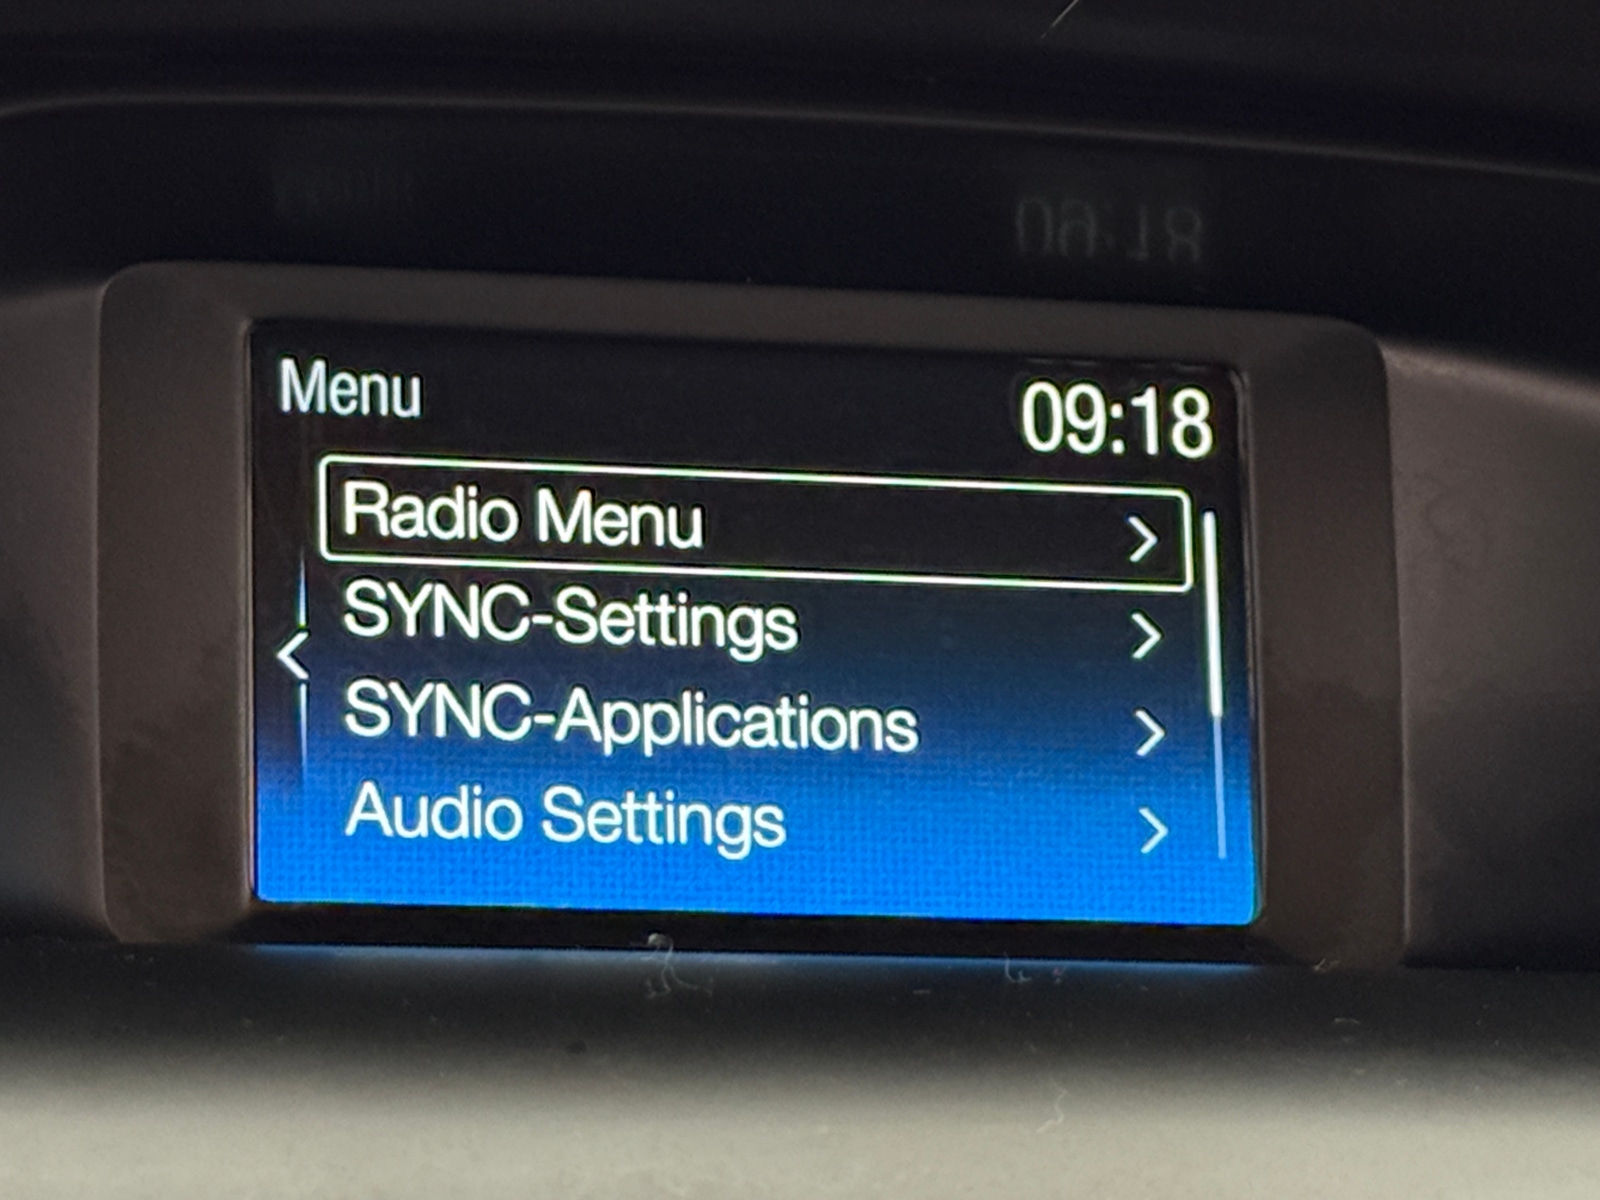 Menu
09:18
Radio Menu
SYNC-Settings
SYNC-Applications
Audio Settings